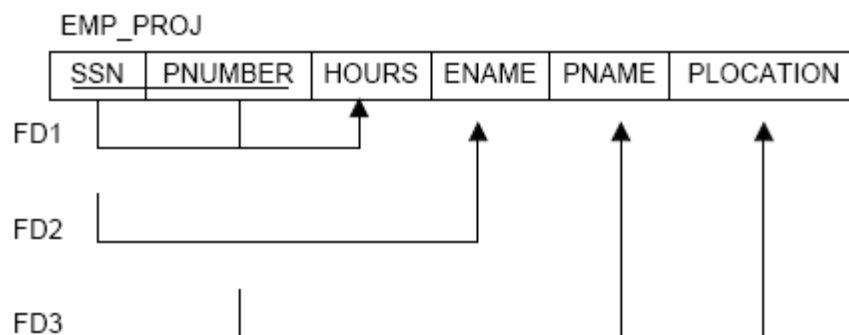 EMP_PROJ
SSN PNUMBER HOURS ENAME PNAME PLOCATION
FD1
FD2
FD3